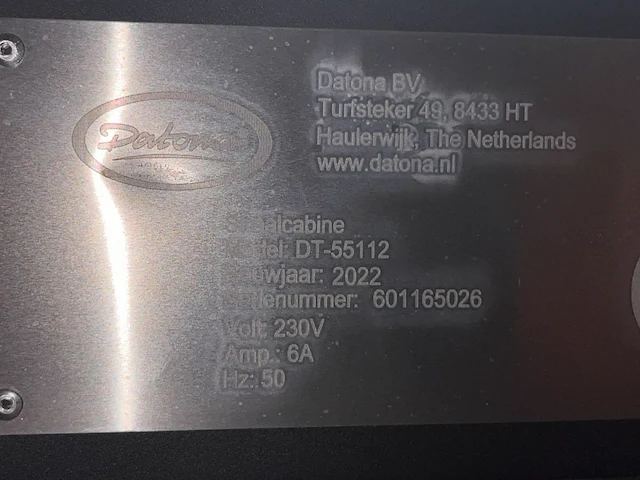 Datona
Datona BV
Turfsteker 49, 8433 HT
Haulerwijk, The Netherlands
www.datona.nl
DT-55112
2022
601165026
Volt: 230V
Amp.: 6A
Hz: 50